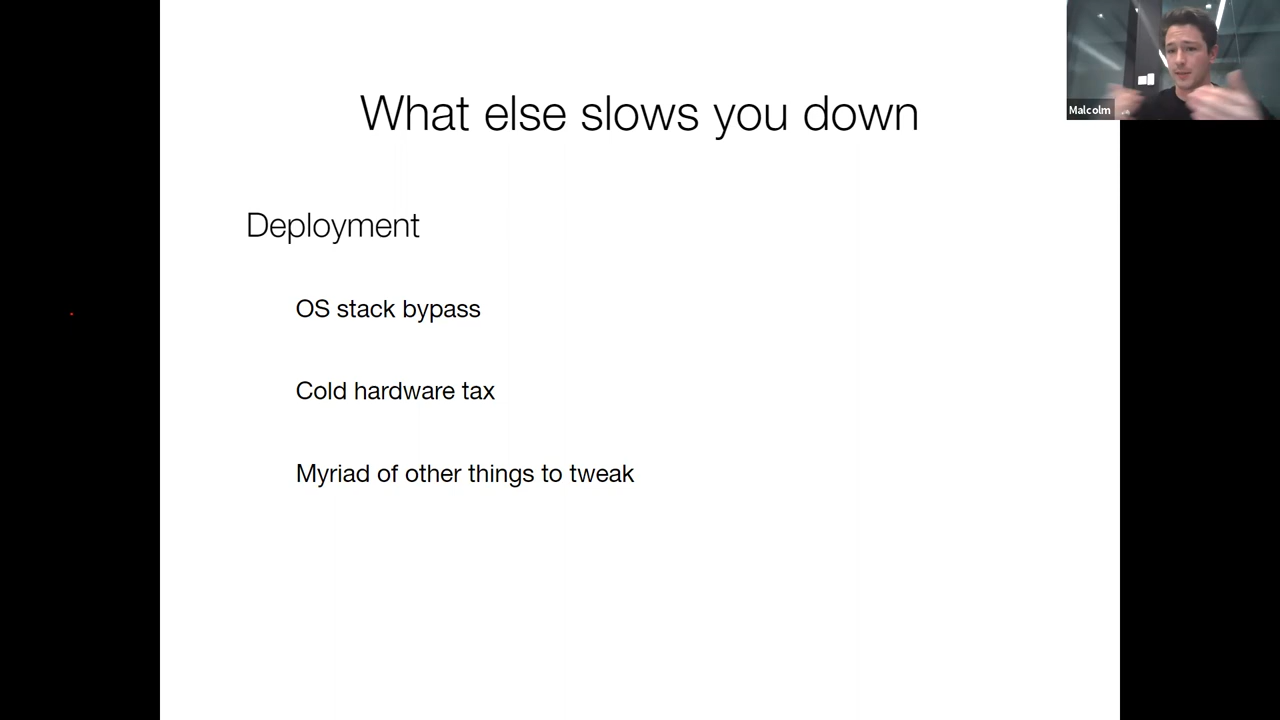 What else slows you down
Malcolm
Deployment
OS stack bypass
Cold hardware tax
Myriad of other things to tweak